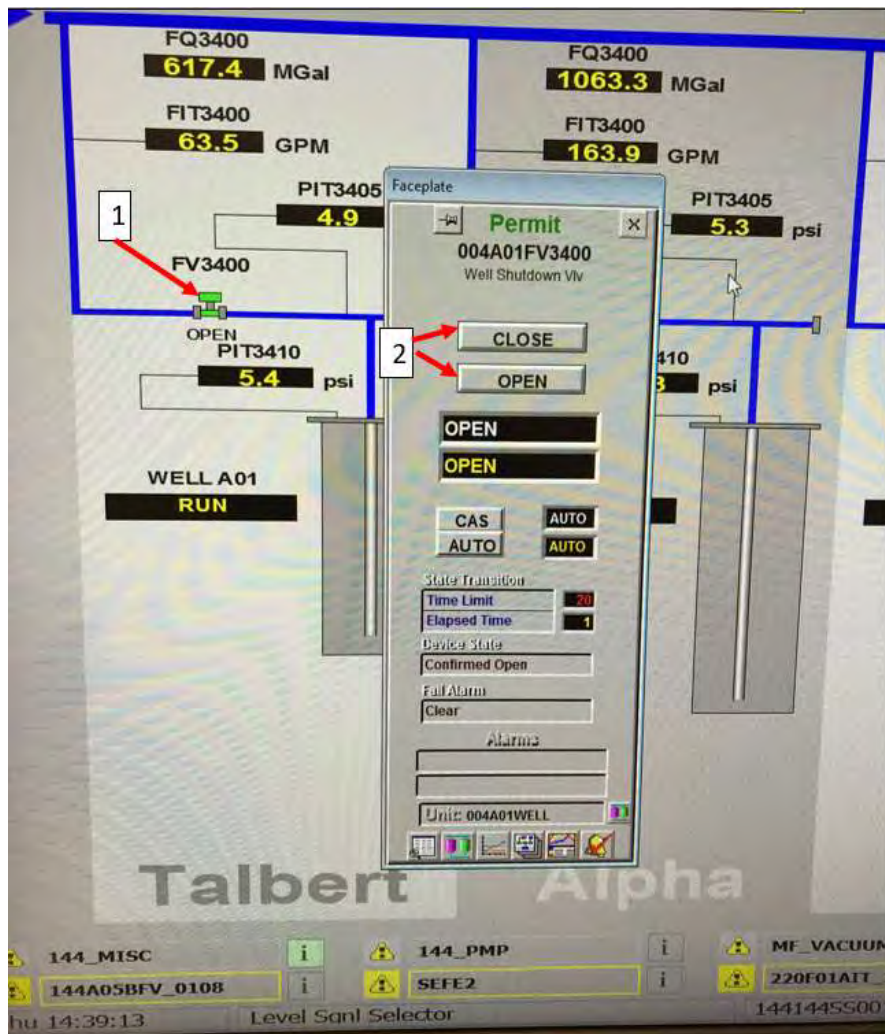 FQ3400
617.4 MGal
FIT3400
63.5 GPM
PIT3405
4.9
1
FV3400
OPEN
PIT3410
5.4 psi
WELL A01
RUN
FQ3400
1063.3 MGal
FIT3400
163.9 GPM
PIT3405
5.3 psi
410
psi
Faceplate
Permit
004A01FV3400
Well Shutdown Vlv
2
CLOSE
OPEN
OPEN
OPEN
CAS AUTO
AUTO AUTO
State Transition
Time Limit 20
Elapsed Time 1
Device State
Confirmed Open
Fail Alarm
Clear
Alarms
Unit: 004A01WELL
Talbert Alpha
144_MISC i 144_PMP i MF_VACUUM
144A05BFV_0108 i SEFE2 i 220F01AIT_
hu 14:39:13 Level Sqnl Selector 1441445S00